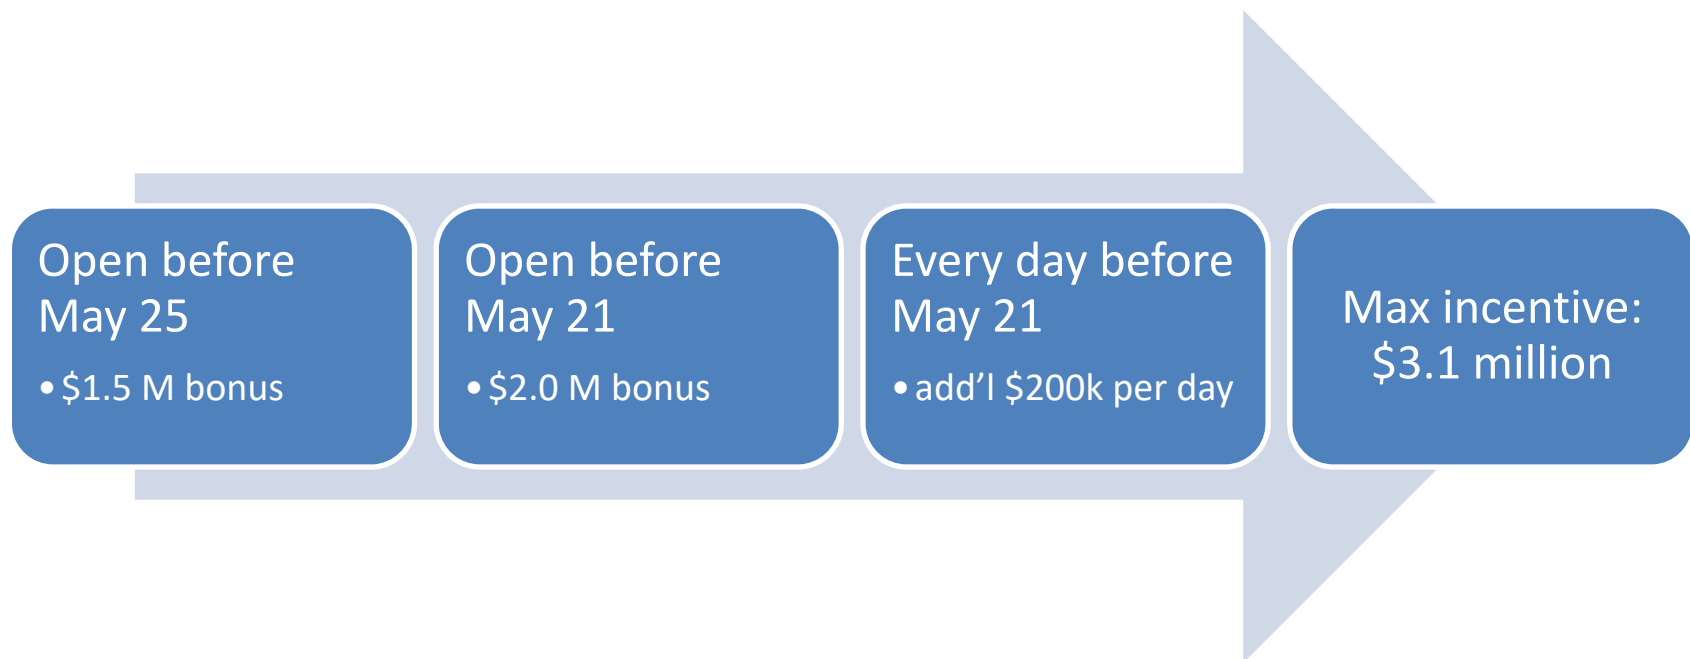 Open before
May 25
•$1.5 M bonus
Open before
May 21
•$2.0 M bonus
Every day before
May 21
•add’l $200k per day
Max incentive:
$3.1 million